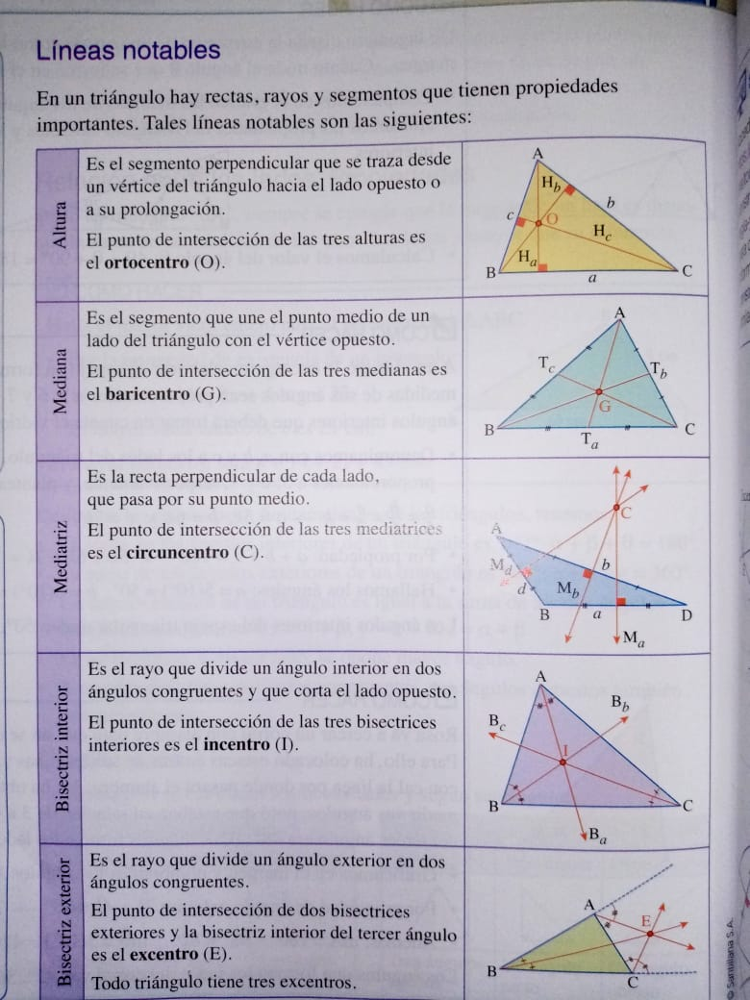 Líneas notables
En un triángulo hay rectas, rayos y segmentos que tienen propiedades
importantes. Tales líneas notables son las siguientes:
Altura
Es el segmento perpendicular que se traza desde
un vértice del triángulo hacia el lado opuesto o
a su prolongación.
El punto de intersección de las tres alturas es
el ortocentro (O).
A
H_b
b
c
O
H_c
H_a
B
a
C
Mediana
Es el segmento que une el punto medio de un
lado del triángulo con el vértice opuesto.
El punto de intersección de las tres medianas es
el baricentro (G).
A
T_c
T_b
G
B
T_a
C
Mediatriz
Es la recta perpendicular de cada lado,
que pasa por su punto medio.
El punto de intersección de las tres mediatrices
es el circuncentro (C).
C
A
M_d
b
d
M_b
B
a
D
M_a
Bisectriz interior
Es el rayo que divide un ángulo interior en dos
ángulos congruentes y que corta el lado opuesto.
El punto de intersección de las tres bisectrices
interiores es el incentro (I).
A
B_b
B_c
I
B
C
B_a
Bisectriz exterior
Es el rayo que divide un ángulo exterior en dos
ángulos congruentes.
El punto de intersección de dos bisectrices
exteriores y la bisectriz interior del tercer ángulo
es el excentro (E).
Todo triángulo tiene tres excentros.
A
E
B
C
© Santillana S.A.